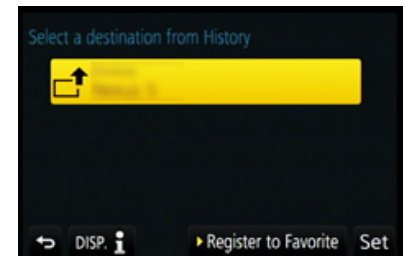 Select a destination from History
DISP. i
Register to Favorite
Set